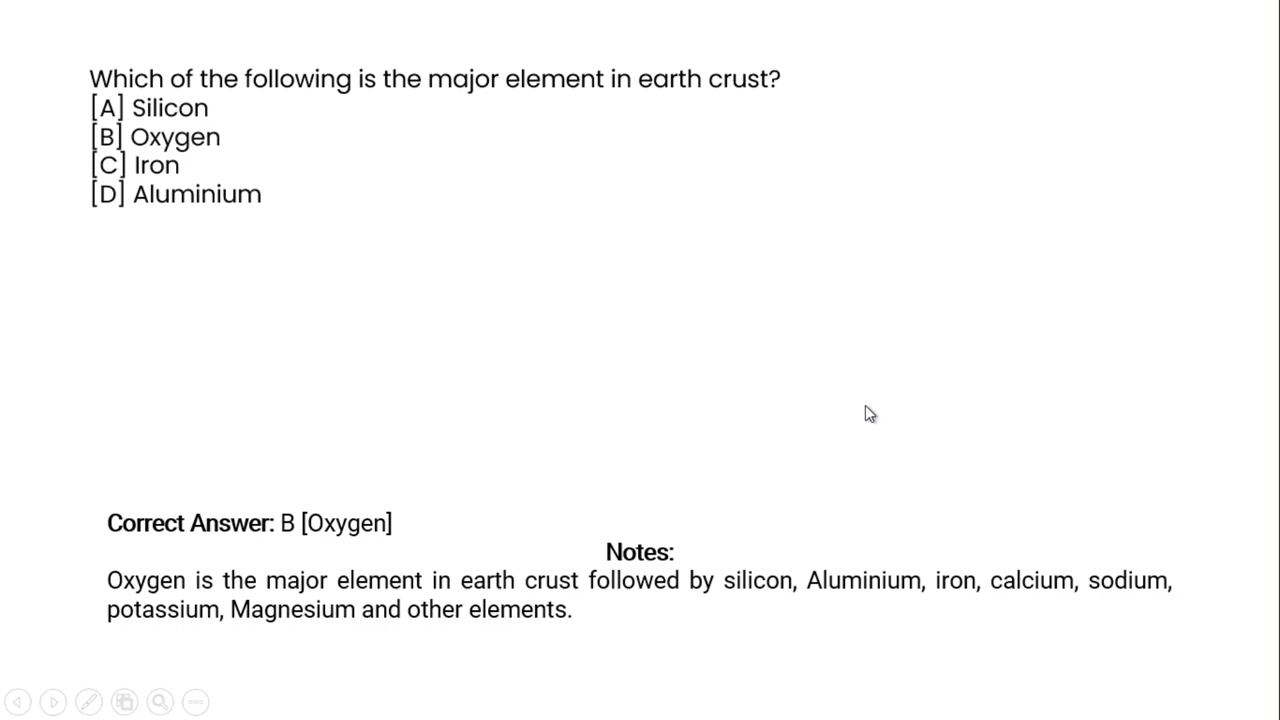 Which of the following is the major element in earth crust?
[A] Silicon
[B] Oxygen
[C] Iron
[D] Aluminium
Correct Answer: B [Oxygen]
Notes:
Oxygen is the major element in earth crust followed by silicon, Aluminium, iron, calcium, sodium,
potassium, Magnesium and other elements.